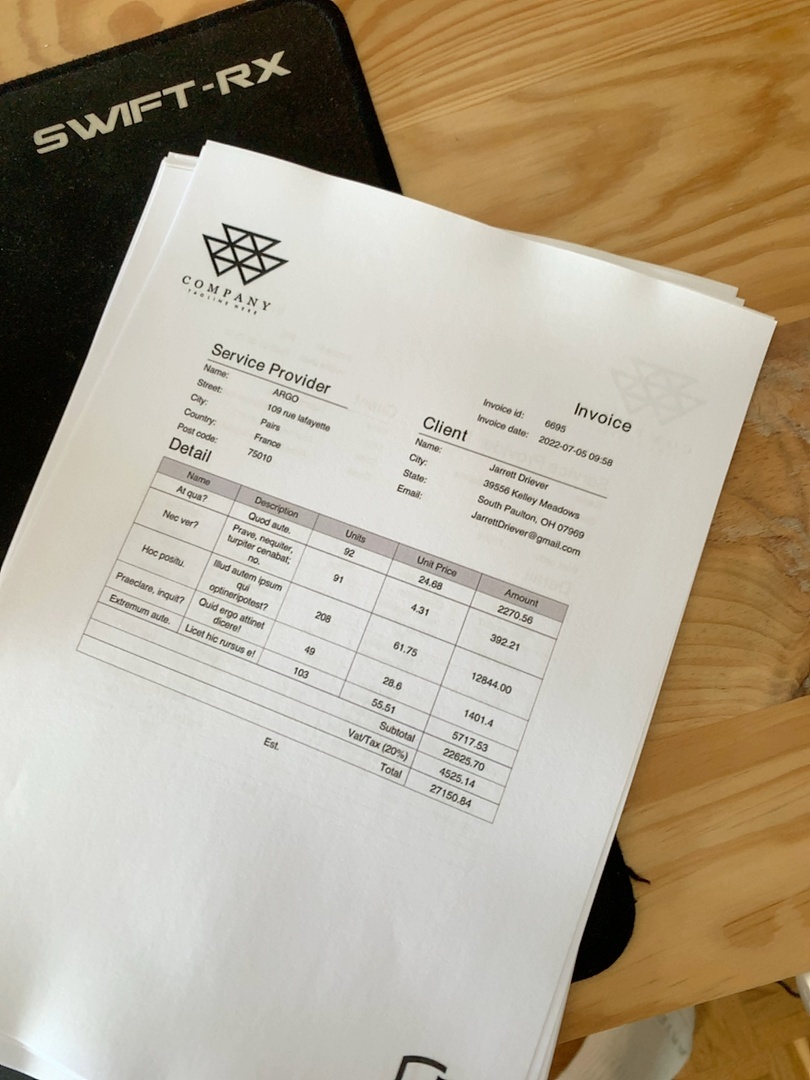 SWIFT-RX
COMPANY
TAGLINE HERE
Invoice
Invoice id: 6695
Invoice date: 2022-07-05 09:58
Service Provider
Name: ARGO
Street: 109 rue lafayette
City: Pairs
Country: France
Post code: 75010
Client
Name: Jarrett Driever
City: 39556 Kelley Meadows
State: South Paulton, OH 07969
Email: JarrettDriever@gmail.com
Detail
Name Description Units Unit Price Amount
At qua? Quod aute. 92 24.68 2270.56
Nec ver? Prave, nequiter, 91 4.31 392.21
turpiter cenabat;
no.
Hoc positu. Illud autem ipsum 208 61.75 12844.00
qui
optineripotest?
Praeclare, inquit? Quid ergo attinet 49 28.6 1401.4
dicere!
Extremum aute. Licet hic rursus e! 103 55.51 5717.53
Subtotal 22625.70
Vat/Tax (20%) 4525.14
Total 27150.84
Est.